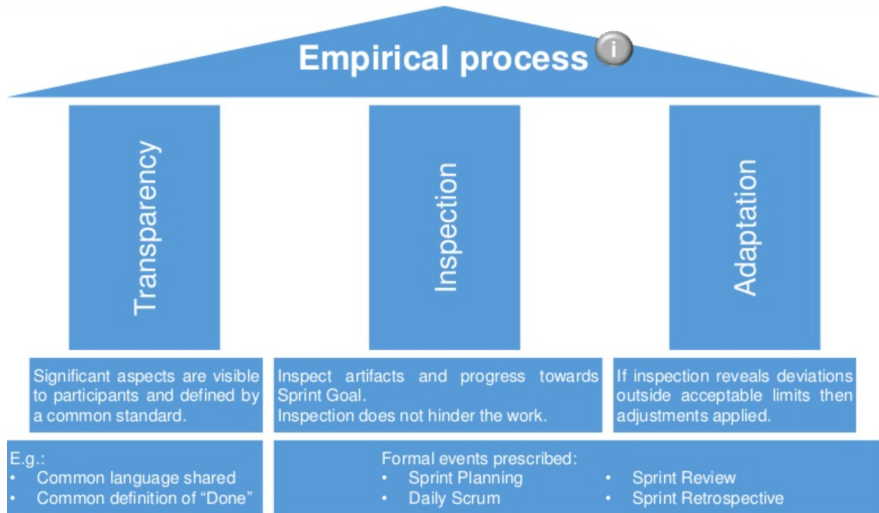 Empirical process
i
Transparency
Inspection
Adaptation
Significant aspects are visible
to participants and defined by
a common standard.
Inspect artifacts and progress towards
Sprint Goal.
Inspection does not hinder the work.
If inspection reveals deviations
outside acceptable limits then
adjustments applied.
E.g.:
• Common language shared
• Common definition of “Done”
Formal events prescribed:
• Sprint Planning
• Daily Scrum
• Sprint Review
• Sprint Retrospective